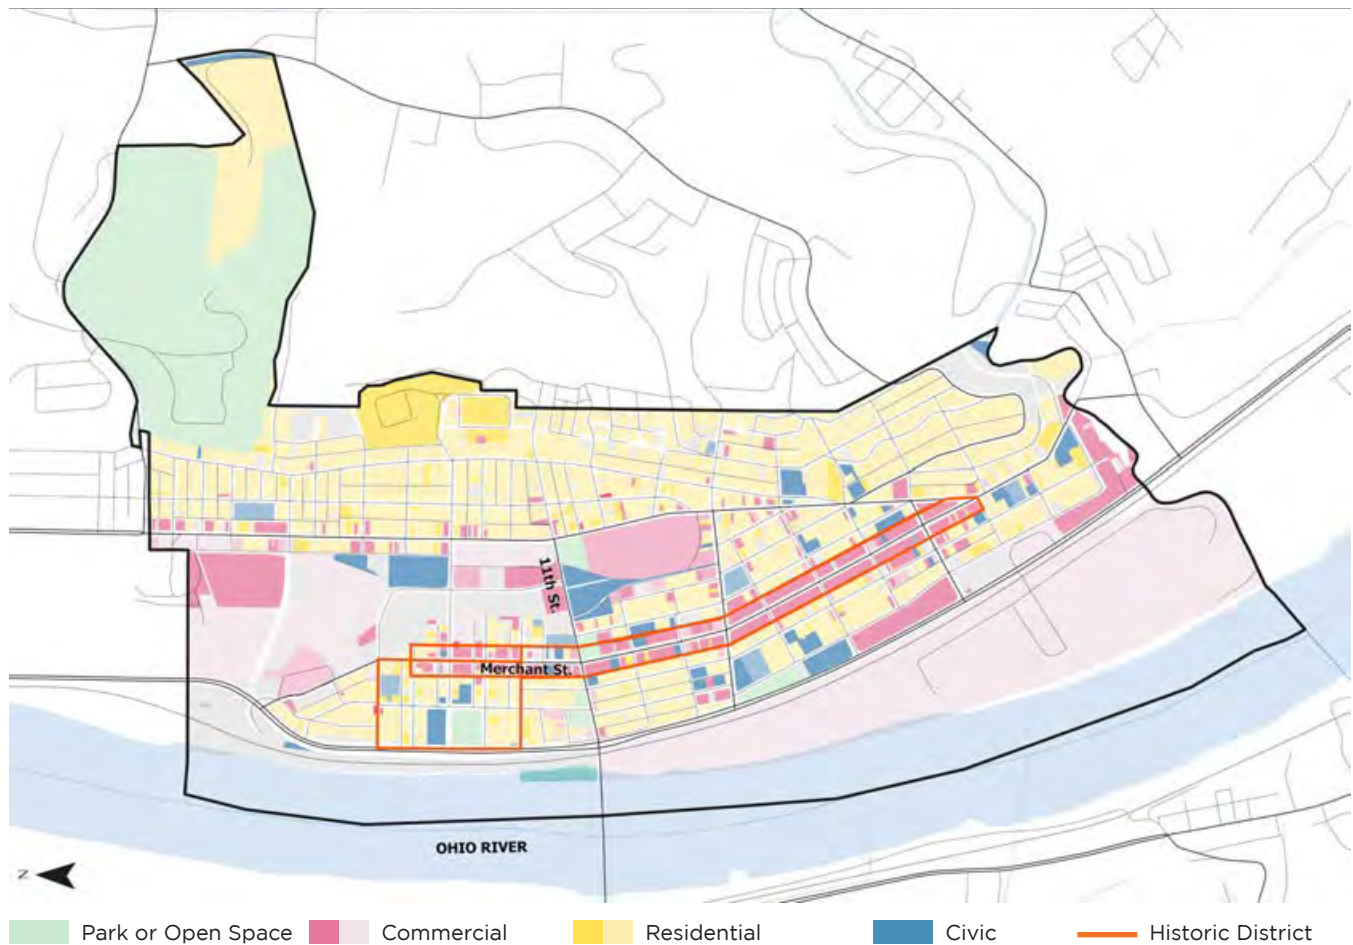 11th St.
Merchant St.
OHIO RIVER
N
Park or Open Space
Commercial
Residential
Civic
Historic District